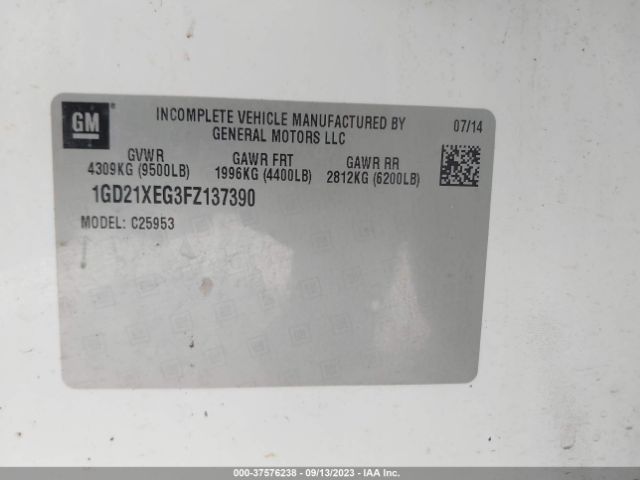 GM
INCOMPLETE VEHICLE MANUFACTURED BY
GENERAL MOTORS LLC
07/14
GVWR GAWR FRT GAWR RR
4309KG (9500LB) 1996KG (4400LB) 2812KG (6200LB)
1GD21XEG3FZ137390
MODEL: C25953
000-37576238 - 09/13/2023 - IAA Inc.